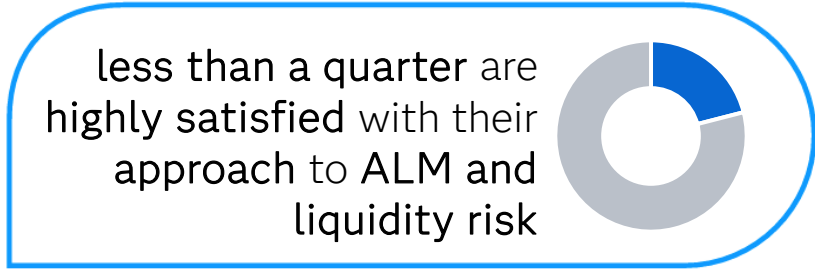 less than a quarter are
highly satisfied with their
approach to ALM and
liquidity risk